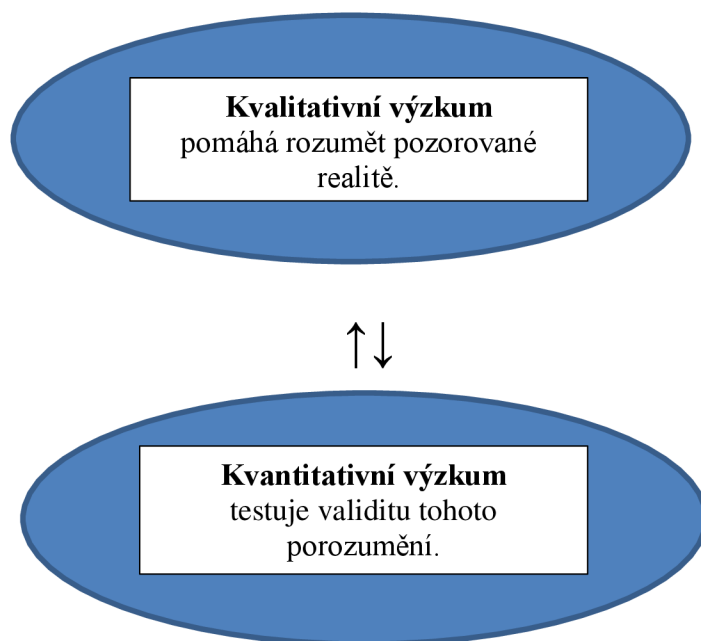 Kvalitativní výzkum
pomáhá rozumět pozorované
realitě.
↑↓
Kvantitativní výzkum
testuje validitu tohoto
porozumění.